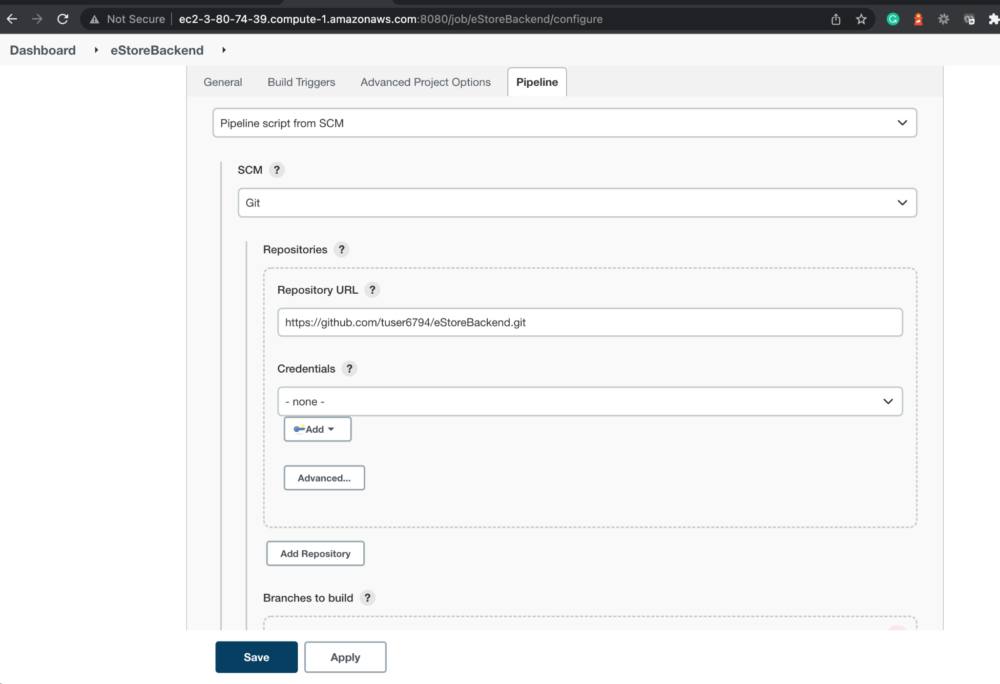 Not Secure ec2-3-80-74-39.compute-1.amazonaws.com:8080/job/eStoreBackend/configure
Dashboard eStoreBackend
General Build Triggers Advanced Project Options Pipeline
Pipeline script from SCM
SCM ?
Git
Repositories ?
Repository URL ?
https://github.com/tuser6794/eStoreBackend.git
Credentials ?
- none -
Add
Advanced...
Add Repository
Branches to build ?
Save Apply